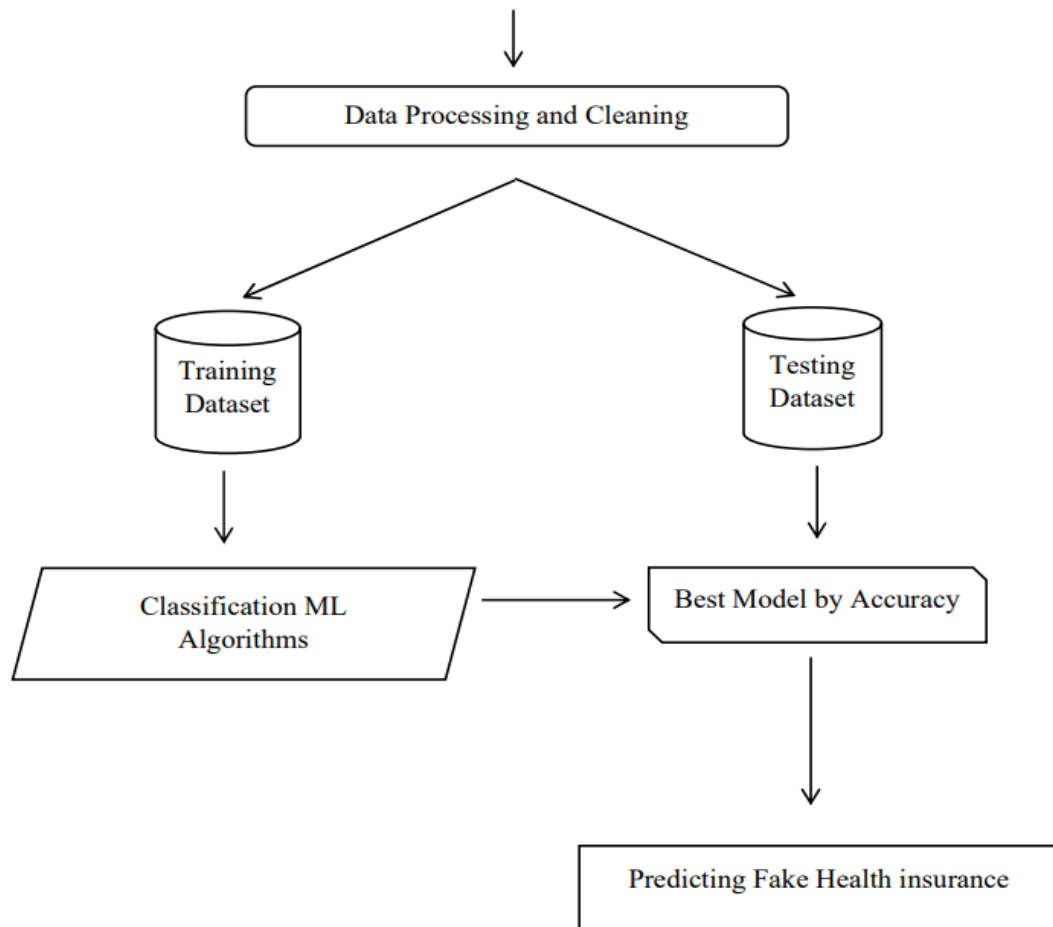 Data Processing and Cleaning
Training
Dataset
Testing
Dataset
Classification ML
Algorithms
Best Model by Accuracy
Predicting Fake Health insurance